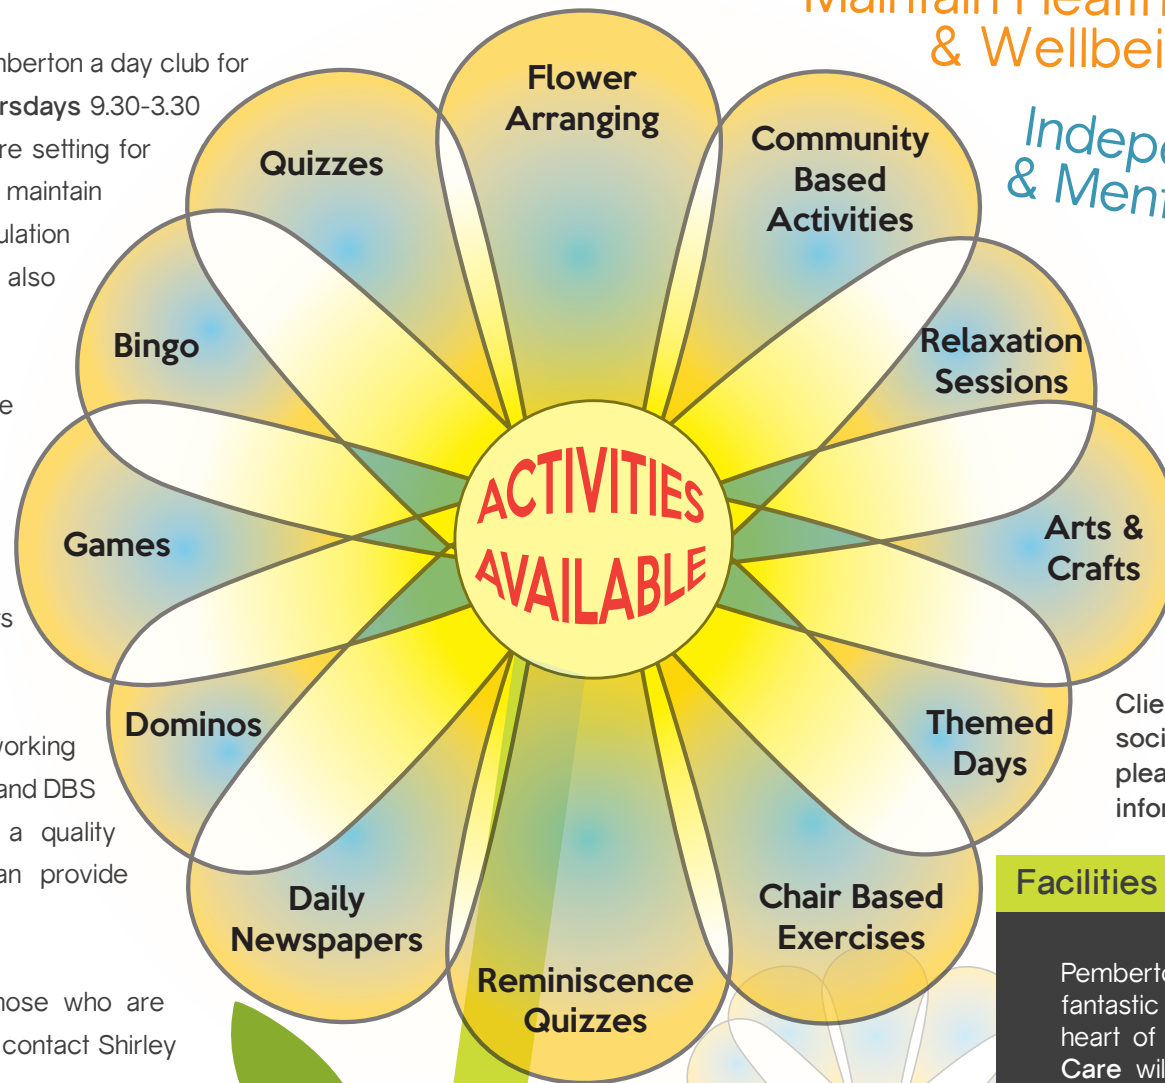 & Wellbei
Indepe
& Ment
mberton a day club for
rsdays 9.30-3.30
re setting for
maintain
ulation
also
e
rs
working
and DBS
a quality
an provide
hose who are
contact Shirley
Flower
Arranging
Community
Based
Activities
Relaxation
Sessions
Arts &
Crafts
Themed
Days
Chair Based
Exercises
Reminiscence
Quizzes
Daily
Newspapers
Dominos
Games
Bingo
Quizzes
ACTIVITIES
AVAILABLE
Clie
soci
plea
infor
Facilities
Pemberto
fantastic
heart of
Care wil